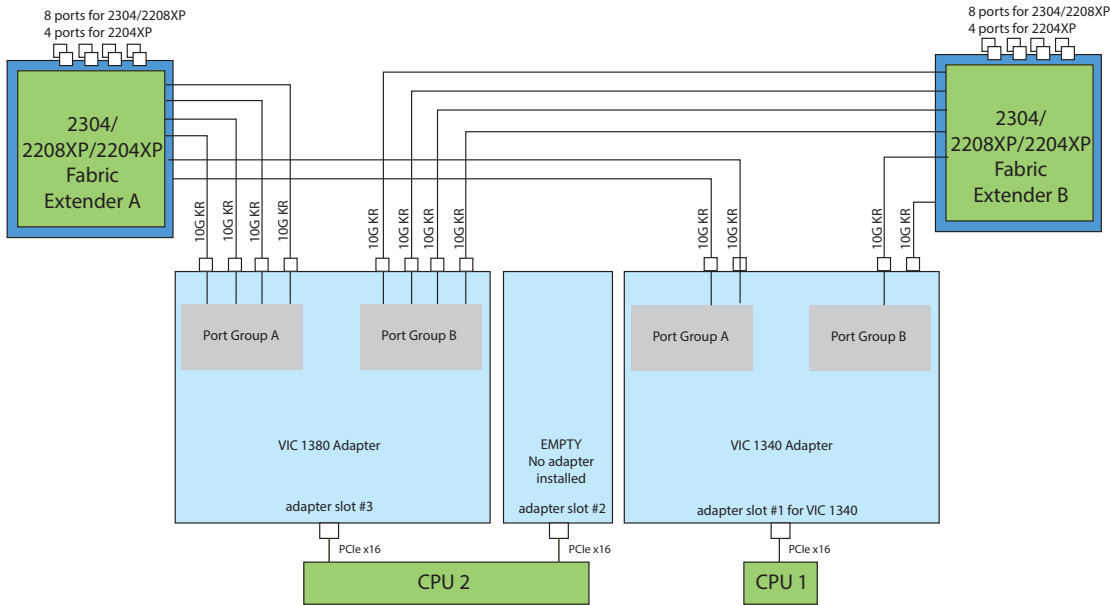 8 ports for 2304/2208XP
4 ports for 2204XP
8 ports for 2304/2208XP
4 ports for 2204XP
2304/
2208XP/2204XP
Fabric
Extender A
2304/
2208XP/2204XP
Fabric
Extender B
10G KR
10G KR
10G KR
10G KR
10G KR
10G KR
10G KR
10G KR
10G KR
10G KR
10G KR
10G KR
Port Group A
Port Group B
Port Group A
Port Group B
VIC 1380 Adapter
EMPTY
No adapter
installed
VIC 1340 Adapter
adapter slot #3
adapter slot #2
adapter slot #1 for VIC 1340
PCIe x16
PCIe x16
PCIe x16
CPU 2
CPU 1